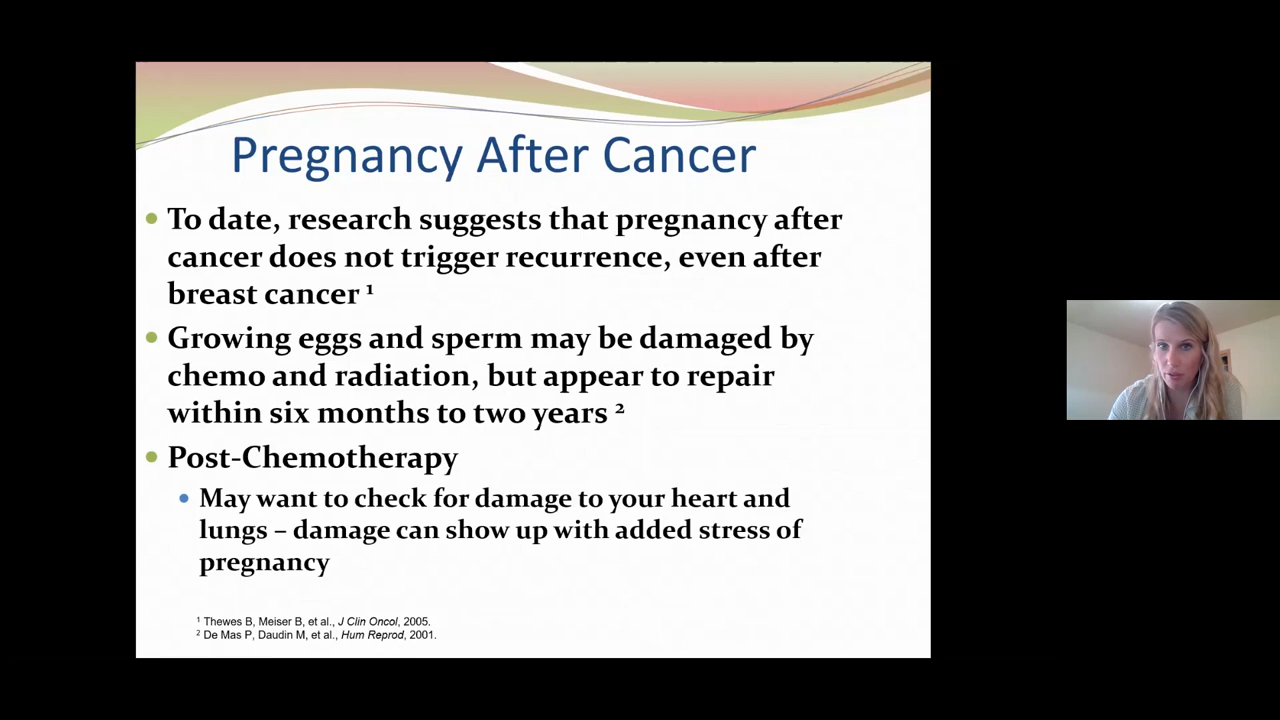 Pregnancy After Cancer
• To date, research suggests that pregnancy after
cancer does not trigger recurrence, even after
breast cancer ¹
• Growing eggs and sperm may be damaged by
chemo and radiation, but appear to repair
within six months to two years ²
• Post-Chemotherapy
• May want to check for damage to your heart and
lungs – damage can show up with added stress of
pregnancy
¹ Thewes B, Meiser B, et al., J Clin Oncol, 2005.
² De Mas P, Daudin M, et al., Hum Reprod, 2001.